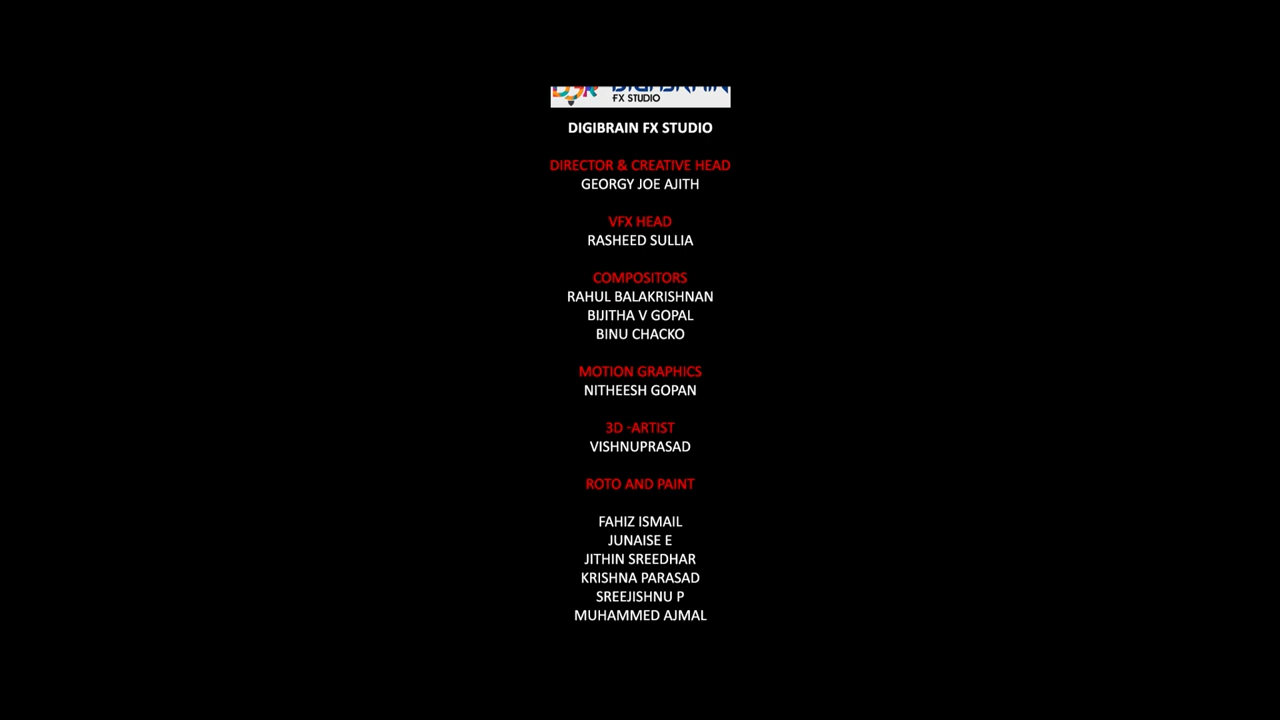 FX STUDIO
DIGIBRAIN FX STUDIO
DIRECTOR & CREATIVE HEAD
GEORGY JOE AJITH
VFX HEAD
RASHEED SULLIA
COMPOSITORS
RAHUL BALAKRISHNAN
BIJITHA V GOPAL
BINU CHACKO
MOTION GRAPHICS
NITHEESH GOPAN
3D -ARTIST
VISHNUPRASAD
ROTO AND PAINT
FAHIZ ISMAIL
JUNAISE E
JITHIN SREEDHAR
KRISHNA PARASAD
SREEJISHNU P
MUHAMMED AJMAL